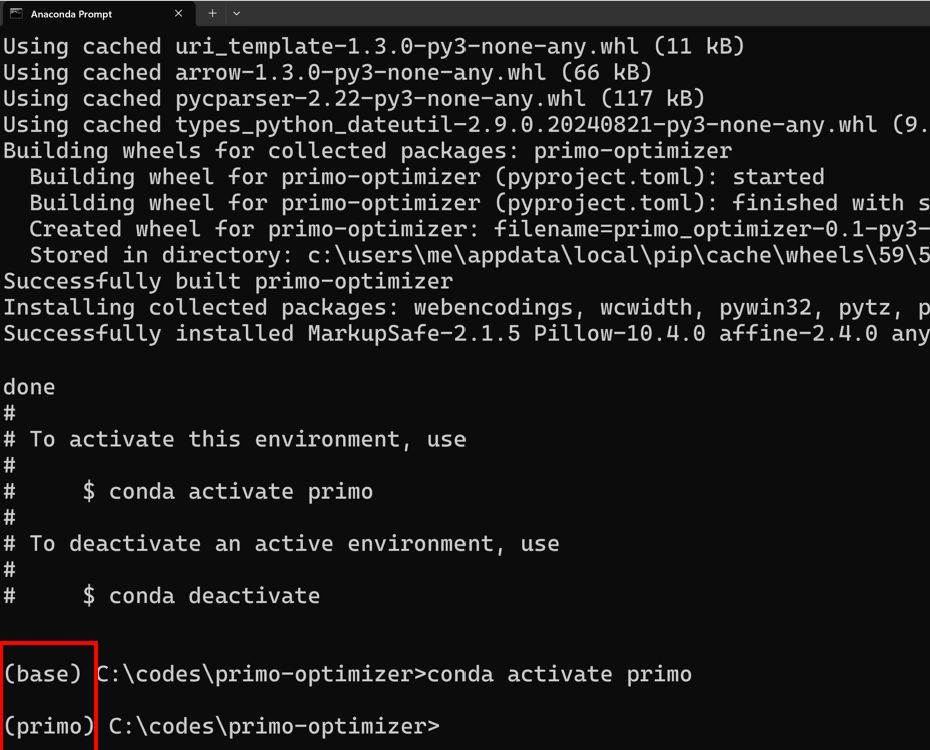 Anaconda Prompt
Using cached uri_template-1.3.0-py3-none-any.whl (11 kB)
Using cached arrow-1.3.0-py3-none-any.whl (66 kB)
Using cached pycparser-2.22-py3-none-any.whl (117 kB)
Using cached types_python_dateutil-2.9.0.20240821-py3-none-any.whl (9.
Building wheels for collected packages: primo-optimizer
  Building wheel for primo-optimizer (pyproject.toml): started
  Building wheel for primo-optimizer (pyproject.toml): finished with s
  Created wheel for primo-optimizer: filename=primo_optimizer-0.1-py3-
  Stored in directory: c:\users\me\appdata\local\pip\cache\wheels\59\5
Successfully built primo-optimizer
Installing collected packages: webencodings, wcwidth, pywin32, pytz, p
Successfully installed MarkupSafe-2.1.5 Pillow-10.4.0 affine-2.4.0 any
done
#
# To activate this environment, use
#
#     $ conda activate primo
#
# To deactivate an active environment, use
#
#     $ conda deactivate
(base) C:\codes\primo-optimizer>conda activate primo
(primo) C:\codes\primo-optimizer>